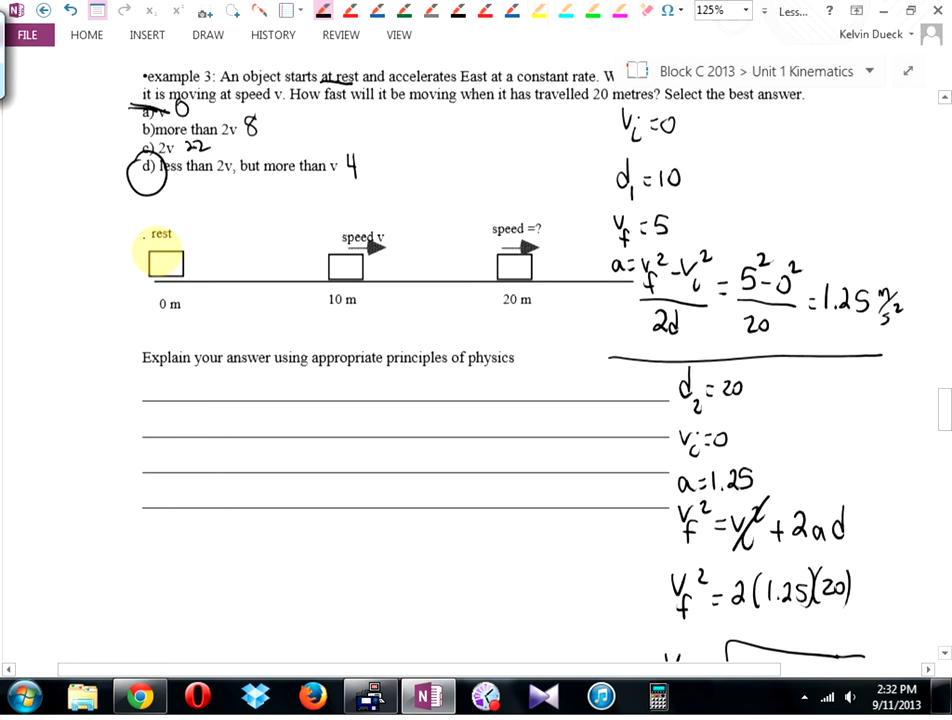 125%
Less...
?
FILE
HOME
INSERT
DRAW
HISTORY
REVIEW
VIEW
Kelvin Dueck
•example 3: An object starts at rest and accelerates East at a constant rate. W
Block C 2013 > Unit 1 Kinematics
it is moving at speed v. How fast will it be moving when it has travelled 20 metres? Select the best answer.
a) v 0
b)more than 2v 8
c) 2v 22
d) less than 2v, but more than v 4
vi = 0
d1 = 10
vf = 5
a = vf² - vi² / 2d = 5² - 0² / 20 = 1.25 m/s²
rest
speed v
speed =?
0 m
10 m
20 m
Explain your answer using appropriate principles of physics
d2 = 20
vi = 0
a = 1.25
vf² = vi² + 2ad
vf² = 2(1.25)(20)
2:32 PM
9/11/2013